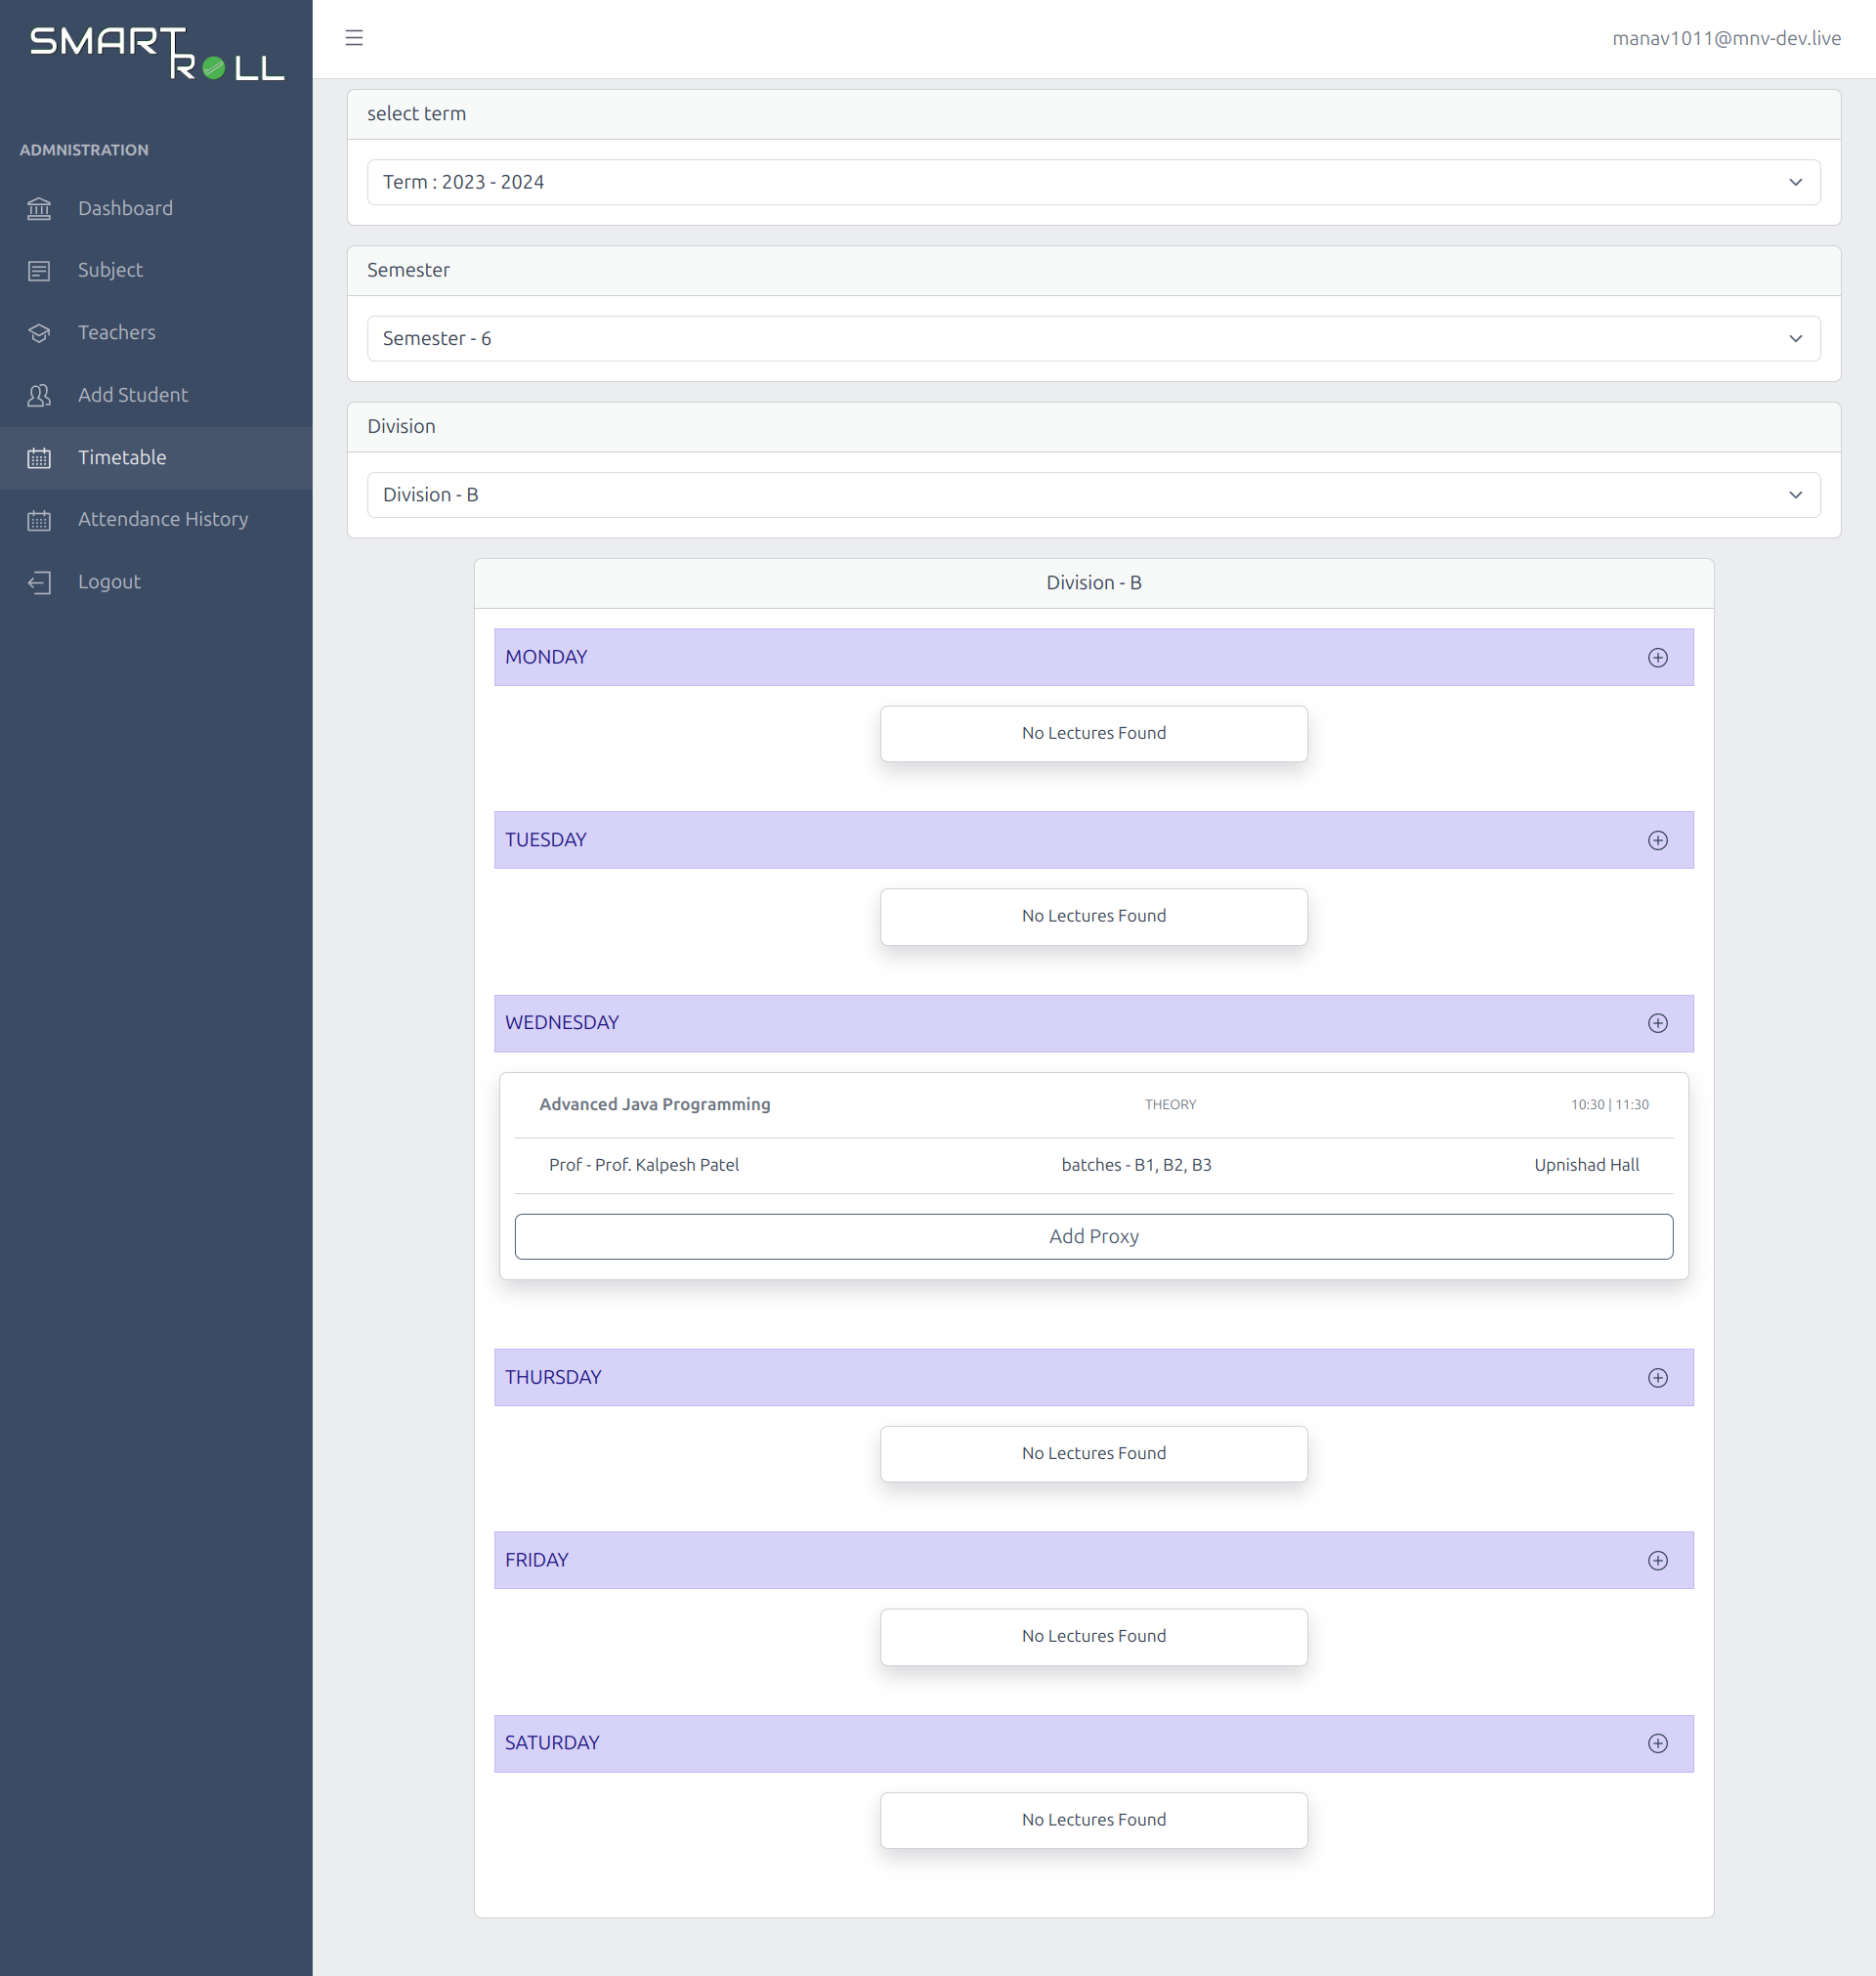 SMART ROLL
manav1011@mnv-dev.live
ADMNISTRATION
Dashboard
Subject
Teachers
Add Student
Timetable
Attendance History
Logout
select term
Term : 2023 - 2024
Semester
Semester - 6
Division
Division - B
Division - B
MONDAY
No Lectures Found
TUESDAY
No Lectures Found
WEDNESDAY
Advanced Java Programming THEORY 10:30 | 11:30
Prof - Prof. Kalpesh Patel batches - B1, B2, B3 Upnishad Hall
Add Proxy
THURSDAY
No Lectures Found
FRIDAY
No Lectures Found
SATURDAY
No Lectures Found